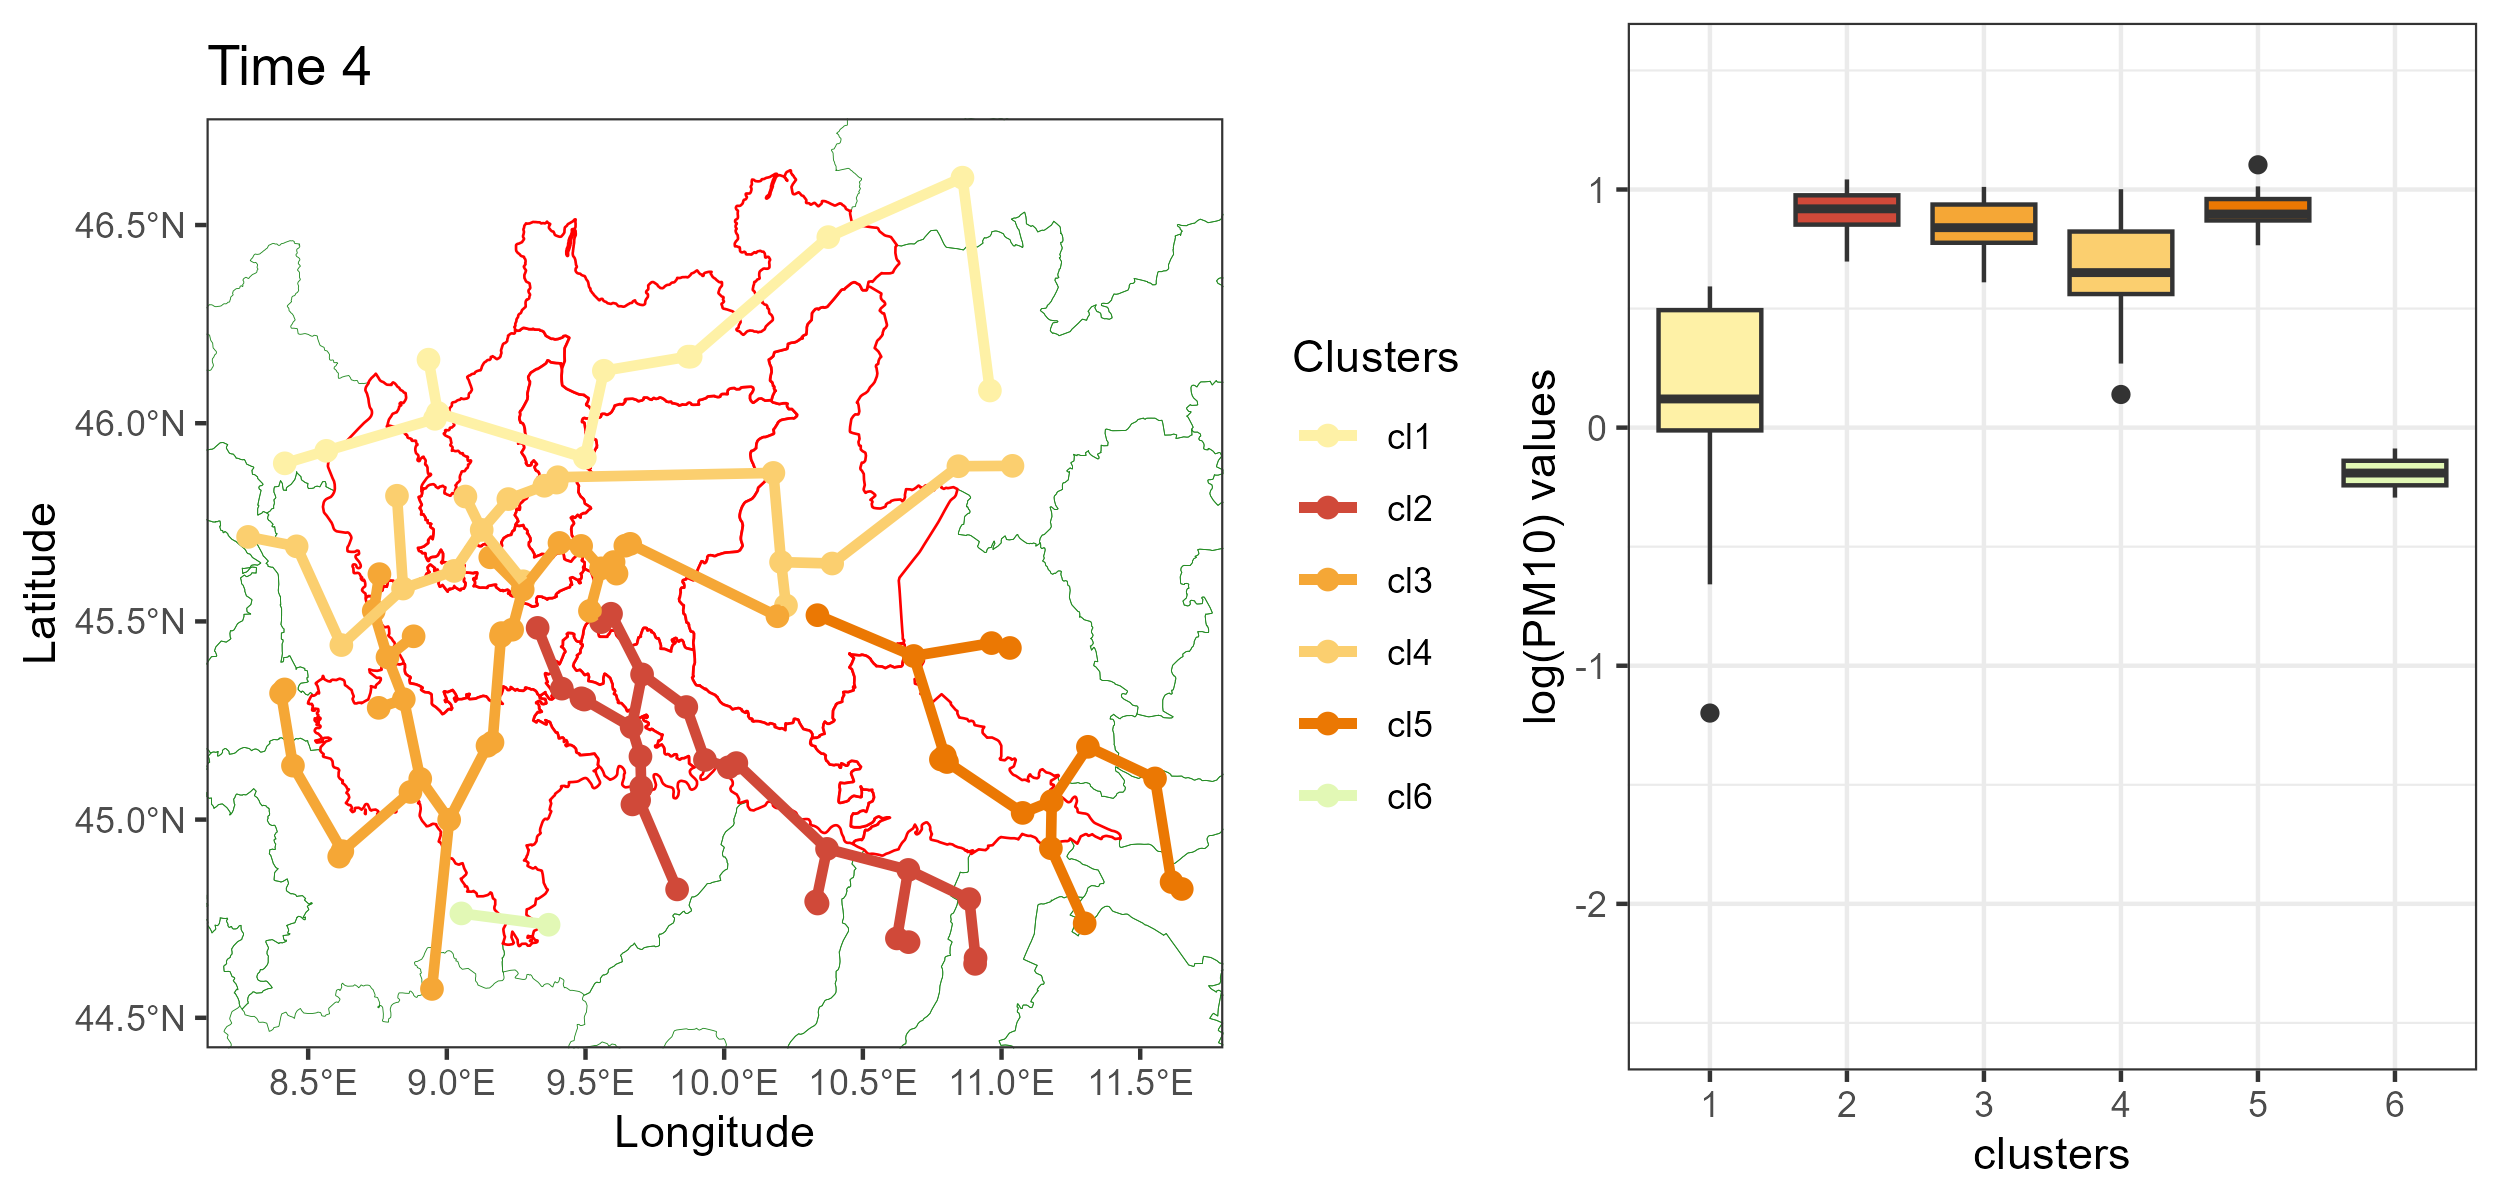 Time 4
46.5°N
46.0°N
45.5°N
45.0°N
44.5°N
Latitude
8.5°E 9.0°E 9.5°E 10.0°E 10.5°E 11.0°E 11.5°E
Longitude
Clusters
cl1
cl2
cl3
cl4
cl5
cl6
log(PM10) values
1
0
-1
-2
1 2 3 4 5 6
clusters